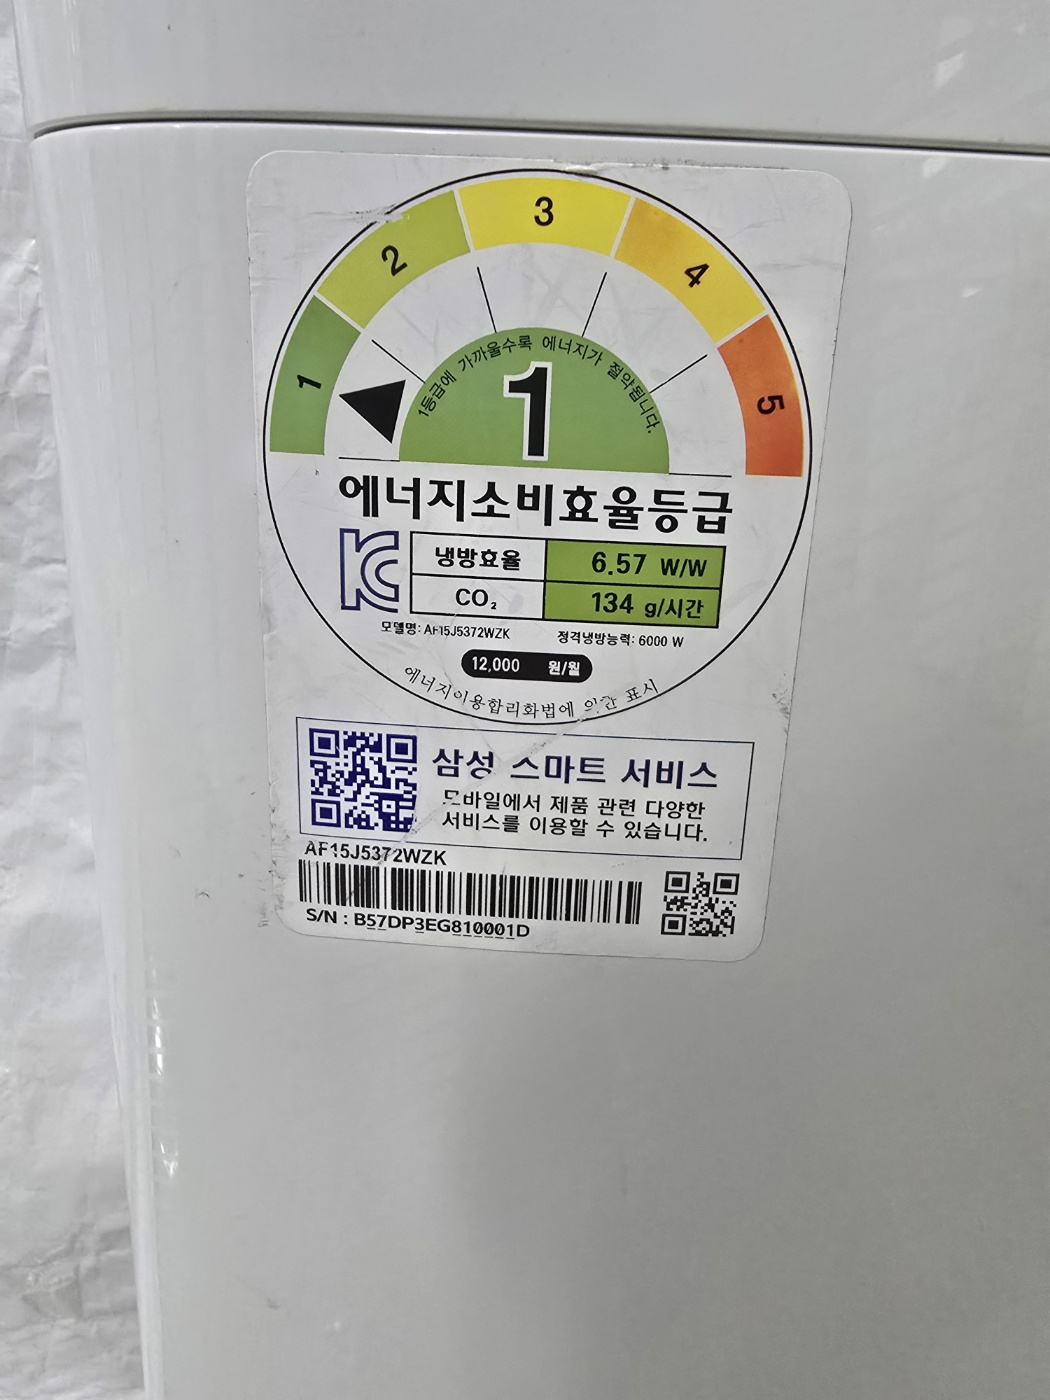 1
2
3
4
5
1등급에 가까울수록 에너지가 절약됩니다.
1
에너지소비효율등급
냉방효율 6.57 W/W
CO₂ 134 g/시간
모델명: AF15J5372WZK 정격냉방능력: 6000 W
12,000 원/월
에너지이용합리화법에 의한 표시
삼성 스마트 서비스
모바일에서 제품 관련 다양한
서비스를 이용할 수 있습니다.
AF15J5372WZK
S/N : B57DP3EG810001D